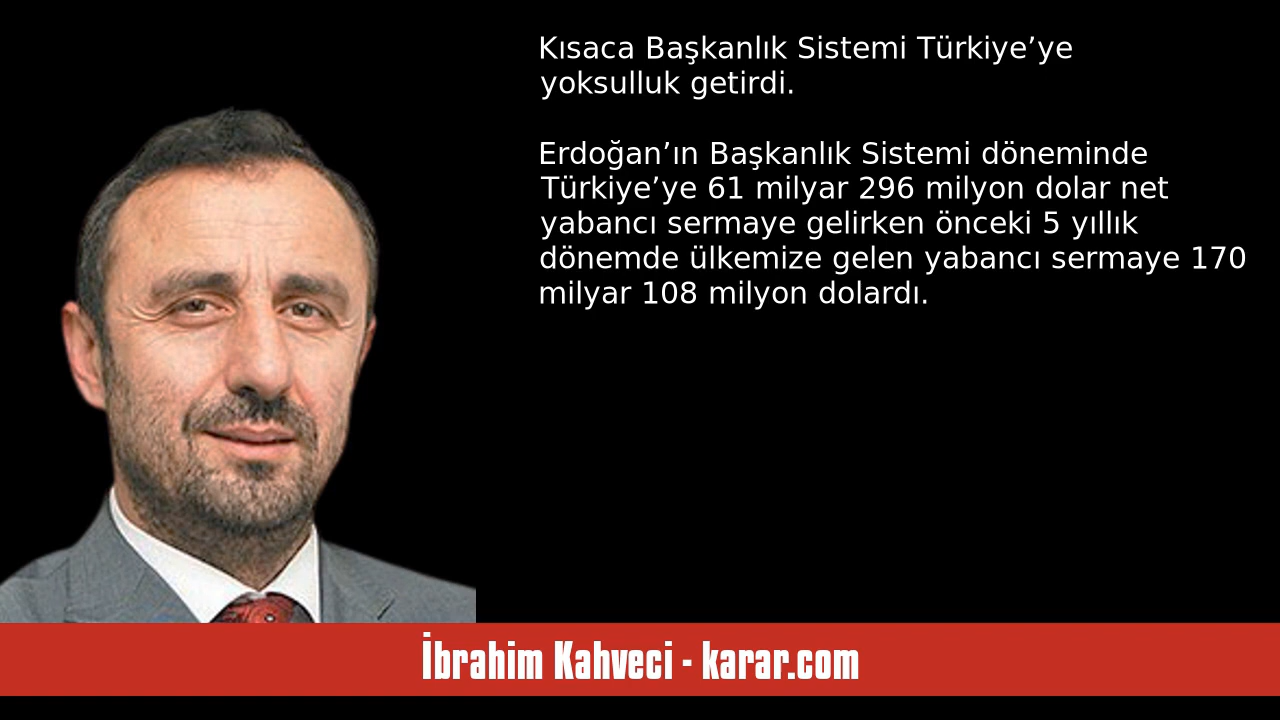 Kısaca Başkanlık Sistemi Türkiye’ye
yoksulluk getirdi.
Erdoğan’ın Başkanlık Sistemi döneminde
Türkiye’ye 61 milyar 296 milyon dolar net
yabancı sermaye gelirken önceki 5 yıllık
dönemde ülkemize gelen yabancı sermaye 170
milyar 108 milyon dolardı.
İbrahim Kahveci - karar.com